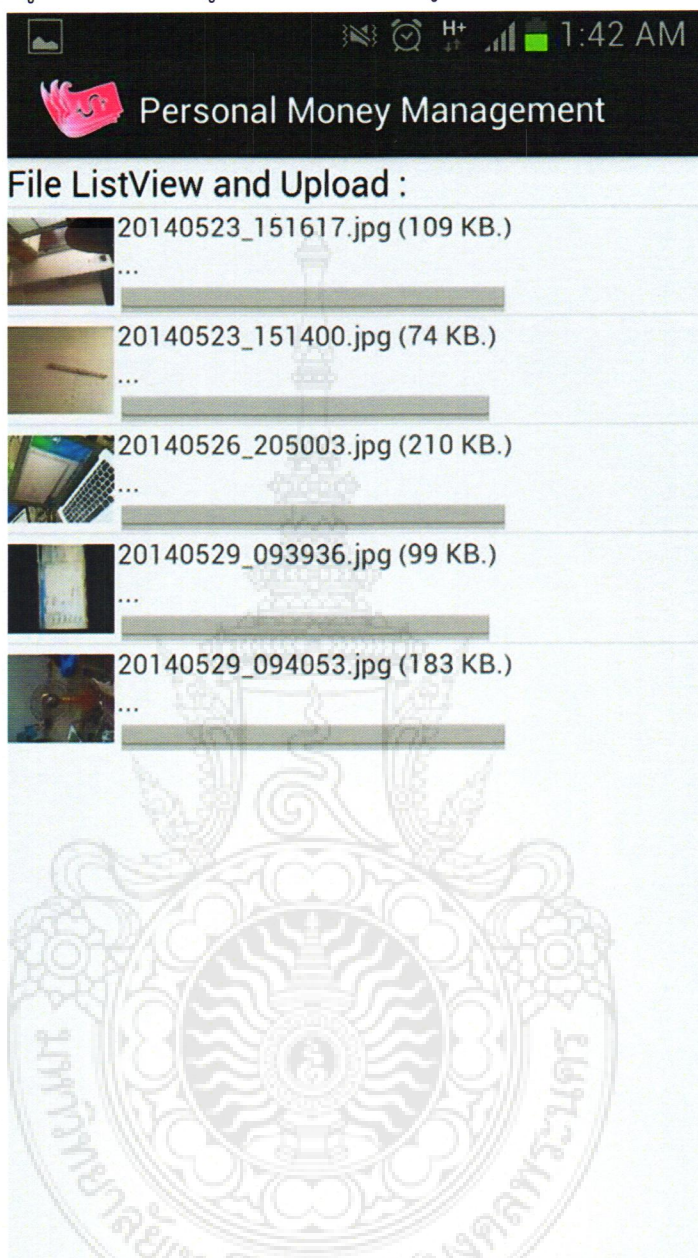 H+ 1:42 AM
Personal Money Management
File ListView and Upload :
20140523_151617.jpg (109 KB.)
...
20140523_151400.jpg (74 KB.)
...
20140526_205003.jpg (210 KB.)
...
20140529_093936.jpg (99 KB.)
...
20140529_094053.jpg (183 KB.)
...